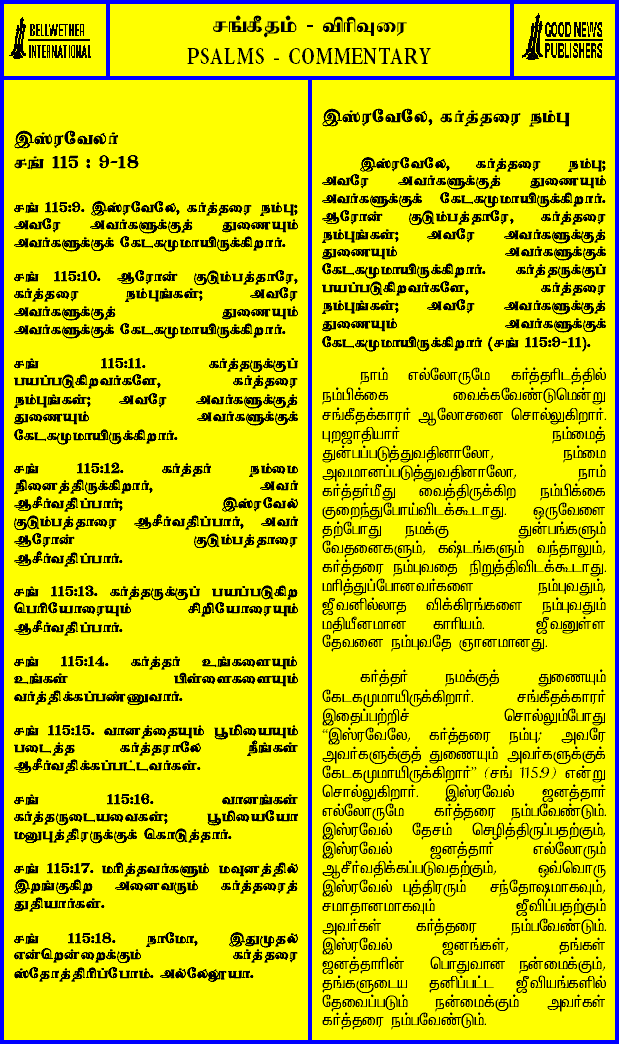 BELLWETHER
INTERNATIONAL
சங்கீதம் - விரிவுரை
PSALMS - COMMENTARY
GOOD NEWS
PUBLISHERS
இஸ்ரவேலர்
சங் 115 : 9-18
சங் 115:9. இஸ்ரவேலே, கர்த்தரை நம்பு;
அவரே அவர்களுக்குத் துணையும்
அவர்களுக்குக் கேடகமுமாயிருக்கிறார்.
சங் 115:10. ஆரோன் குடும்பத்தாரே,
கர்த்தரை நம்புங்கள்; அவரே
அவர்களுக்குத் துணையும்
அவர்களுக்குக் கேடகமுமாயிருக்கிறார்.
சங் 115:11. கர்த்தருக்குப்
பயப்படுகிறவர்களே, கர்த்தரை
நம்புங்கள்; அவரே அவர்களுக்குத்
துணையும் அவர்களுக்குக்
கேடகமுமாயிருக்கிறார்.
சங் 115:12. கர்த்தர் நம்மை
நினைத்திருக்கிறார், அவர்
ஆசீர்வதிப்பார்; இஸ்ரவேல்
குடும்பத்தாரை ஆசீர்வதிப்பார், அவர்
ஆரோன் குடும்பத்தாரை
ஆசீர்வதிப்பார்.
சங் 115:13. கர்த்தருக்குப் பயப்படுகிற
பெரியோரையும் சிறியோரையும்
ஆசீர்வதிப்பார்.
சங் 115:14. கர்த்தர் உங்களையும்
உங்கள் பிள்ளைகளையும்
வர்த்திக்கப்பண்ணுவார்.
சங் 115:15. வானத்தையும் பூமியையும்
படைத்த கர்த்தராலே நீங்கள்
ஆசீர்வதிக்கப்பட்டவர்கள்.
சங் 115:16. வானங்கள்
கர்த்தருடையவைகள்; பூமியையோ
மனுபுத்திரருக்குக் கொடுத்தார்.
சங் 115:17. மரித்தவர்களும் மவுனத்தில்
இறங்குகிற அனைவரும் கர்த்தரைத்
துதியார்கள்.
சங் 115:18. நாமோ, இதுமுதல்
என்றென்றைக்கும் கர்த்தரை
ஸ்தோத்திரிப்போம். அல்லேலூயா.
இஸ்ரவேலே, கர்த்தரை நம்பு
இஸ்ரவேலே, கர்த்தரை நம்பு;
அவரே அவர்களுக்குத் துணையும்
அவர்களுக்குக் கேடகமுமாயிருக்கிறார்.
ஆரோன் குடும்பத்தாரே, கர்த்தரை
நம்புங்கள்; அவரே அவர்களுக்குத்
துணையும் அவர்களுக்குக்
கேடகமுமாயிருக்கிறார். கர்த்தருக்குப்
பயப்படுகிறவர்களே, கர்த்தரை
நம்புங்கள்; அவரே அவர்களுக்குத்
துணையும் அவர்களுக்குக்
கேடகமுமாயிருக்கிறார் (சங் 115:9-11).
நாம் எல்லோருமே கர்த்தரிடத்தில்
நம்பிக்கை வைக்கவேண்டுமென்று
சங்கீதக்காரர் ஆலோசனை சொல்லுகிறார்.
புறஜாதியார் நம்மைத்
துன்பப்படுத்துவதினாலோ, நம்மை
அவமானப்படுத்துவதினாலோ, நாம்
கர்த்தர்மீது வைத்திருக்கிற நம்பிக்கை
குறைந்துபோய்விடக்கூடாது. ஒருவேளை
தற்போது நமக்கு துன்பங்களும்
வேதனைகளும், கஷ்டங்களும் வந்தாலும்,
கர்த்தரை நம்புவதை நிறுத்திவிடக்கூடாது.
மரித்துப்போனவர்களை நம்புவதும்,
ஜீவனில்லாத விக்கிரங்களை நம்புவதும்
மதியீனமான காரியம். ஜீவனுள்ள
தேவனை நம்புவதே ஞானமானது.
கர்த்தர் நமக்குத் துணையும்
கேடகமுமாயிருக்கிறார். சங்கீதக்காரர்
இதைப்பற்றிச் சொல்லும்போது
"இஸ்ரவேலே, கர்த்தரை நம்பு; அவரே
அவர்களுக்குத் துணையும் அவர்களுக்குக்
கேடகமுமாயிருக்கிறார்" (சங் 115:9) என்று
சொல்லுகிறார். இஸ்ரவேல் ஜனத்தார்
எல்லோருமே கர்த்தரை நம்பவேண்டும்.
இஸ்ரவேல் தேசம் செழித்திருப்பதற்கும்,
இஸ்ரவேல் ஜனத்தார் எல்லோரும்
ஆசீர்வதிக்கப்படுவதற்கும், ஒவ்வொரு
இஸ்ரவேல் புத்திரரும் சந்தோஷமாகவும்,
சமாதானமாகவும் ஜீவிப்பதற்கும்
அவர்கள் கர்த்தரை நம்பவேண்டும்.
இஸ்ரவேல் ஜனங்கள், தங்கள்
ஜனத்தாரின் பொதுவான நன்மைக்கும்,
தங்களுடைய தனிப்பட்ட ஜீவியங்களில்
தேவைப்படும் நன்மைக்கும் அவர்கள்
கர்த்தரை நம்பவேண்டும்.